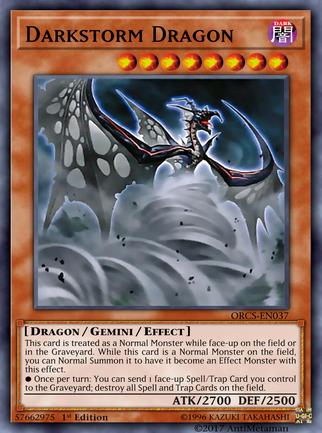 Darkstorm Dragon
DARK
闇
ORCS-EN037
[Dragon / Gemini / Effect]
This card is treated as a Normal Monster while face-up on the field or
in the Graveyard. While this card is a Normal Monster on the field,
you can Normal Summon it to have it become an Effect Monster with
this effect.
● Once per turn: You can send 1 face-up Spell/Trap Card you control
to the Graveyard; destroy all Spell and Trap Cards on the field.
ATK/2700 DEF/2500
57662975 1st Edition ©1996 KAZUKI TAKAHASHI
©2017 AntiMetaman